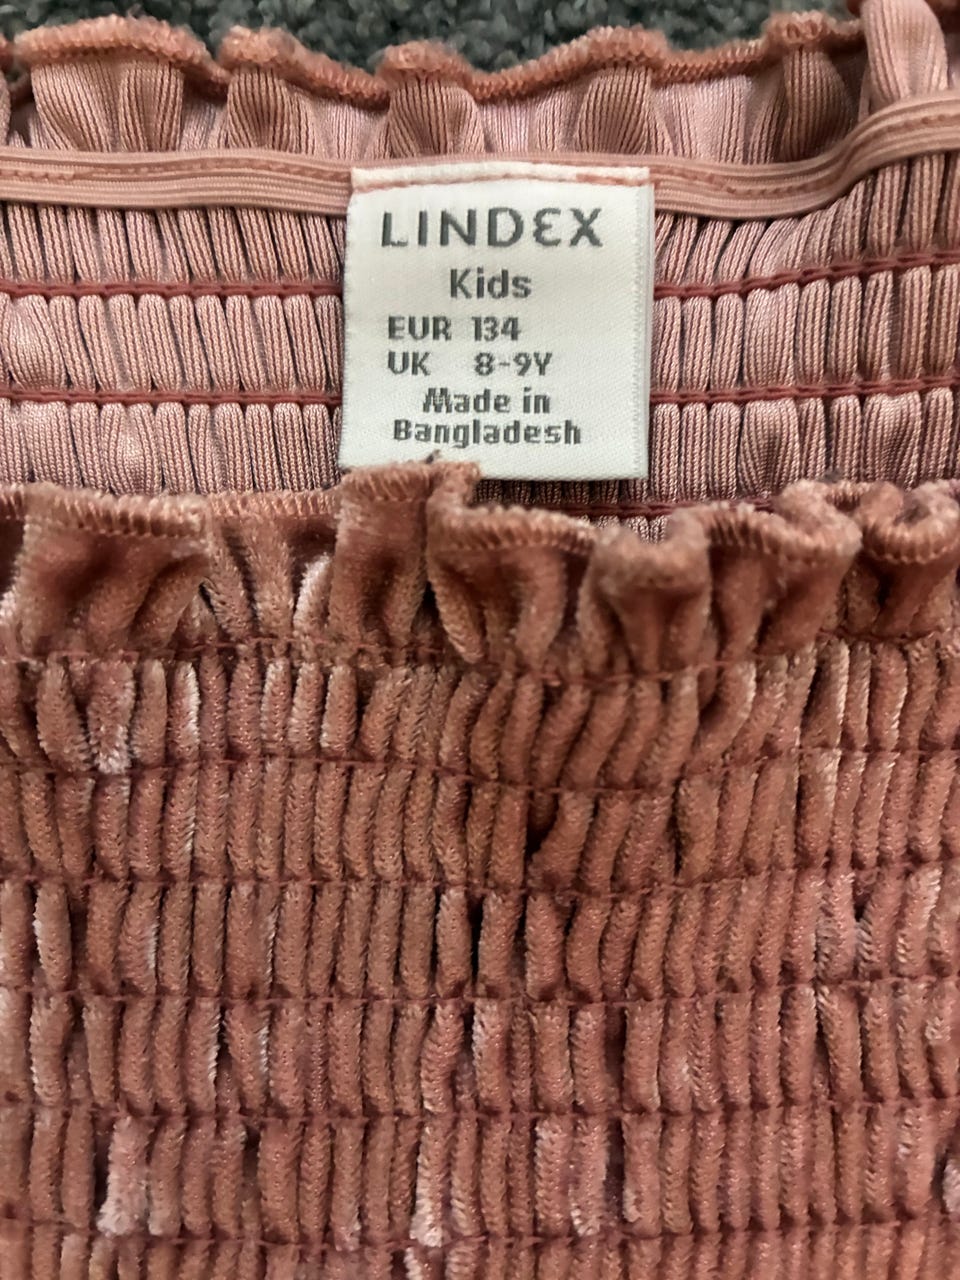 LINDEX
Kids
EUR 134
UK 8-9Y
Made in
Bangladesh